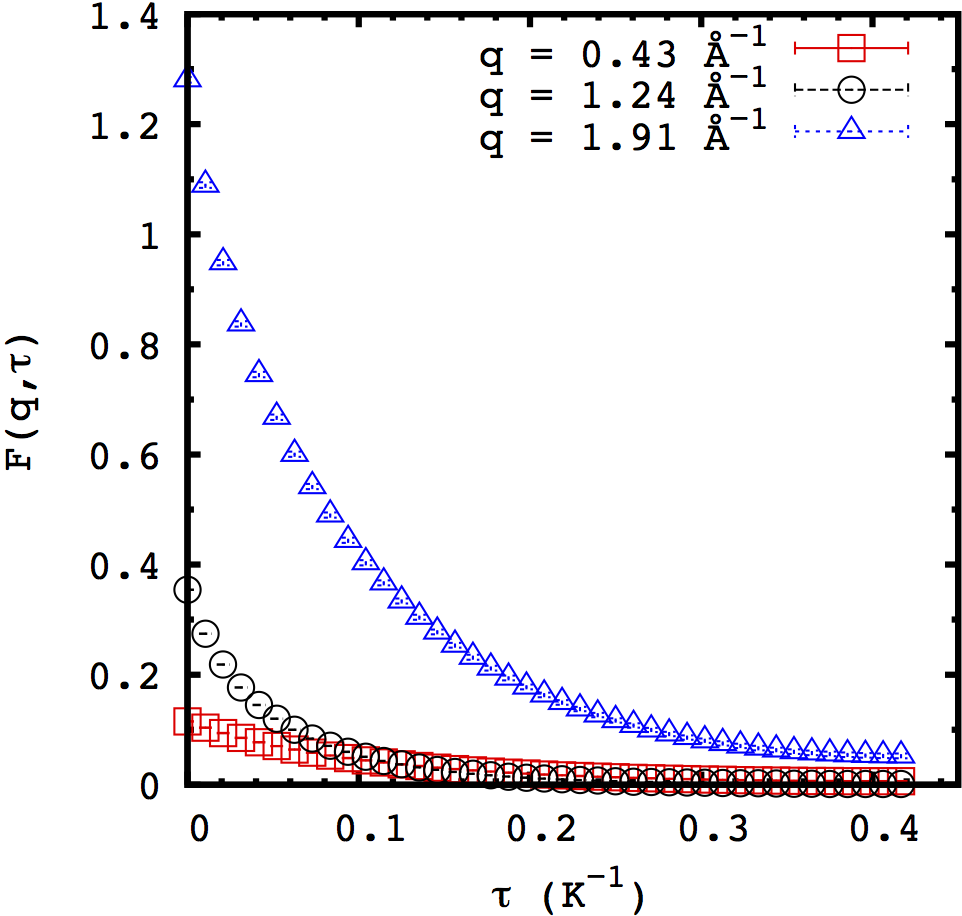 1.4
1.2
1
0.8
0.6
0.4
0.2
0
F(q,τ)
q = 0.43 Å⁻¹
q = 1.24 Å⁻¹
q = 1.91 Å⁻¹
0 0.1 0.2 0.3 0.4
τ (K⁻¹)